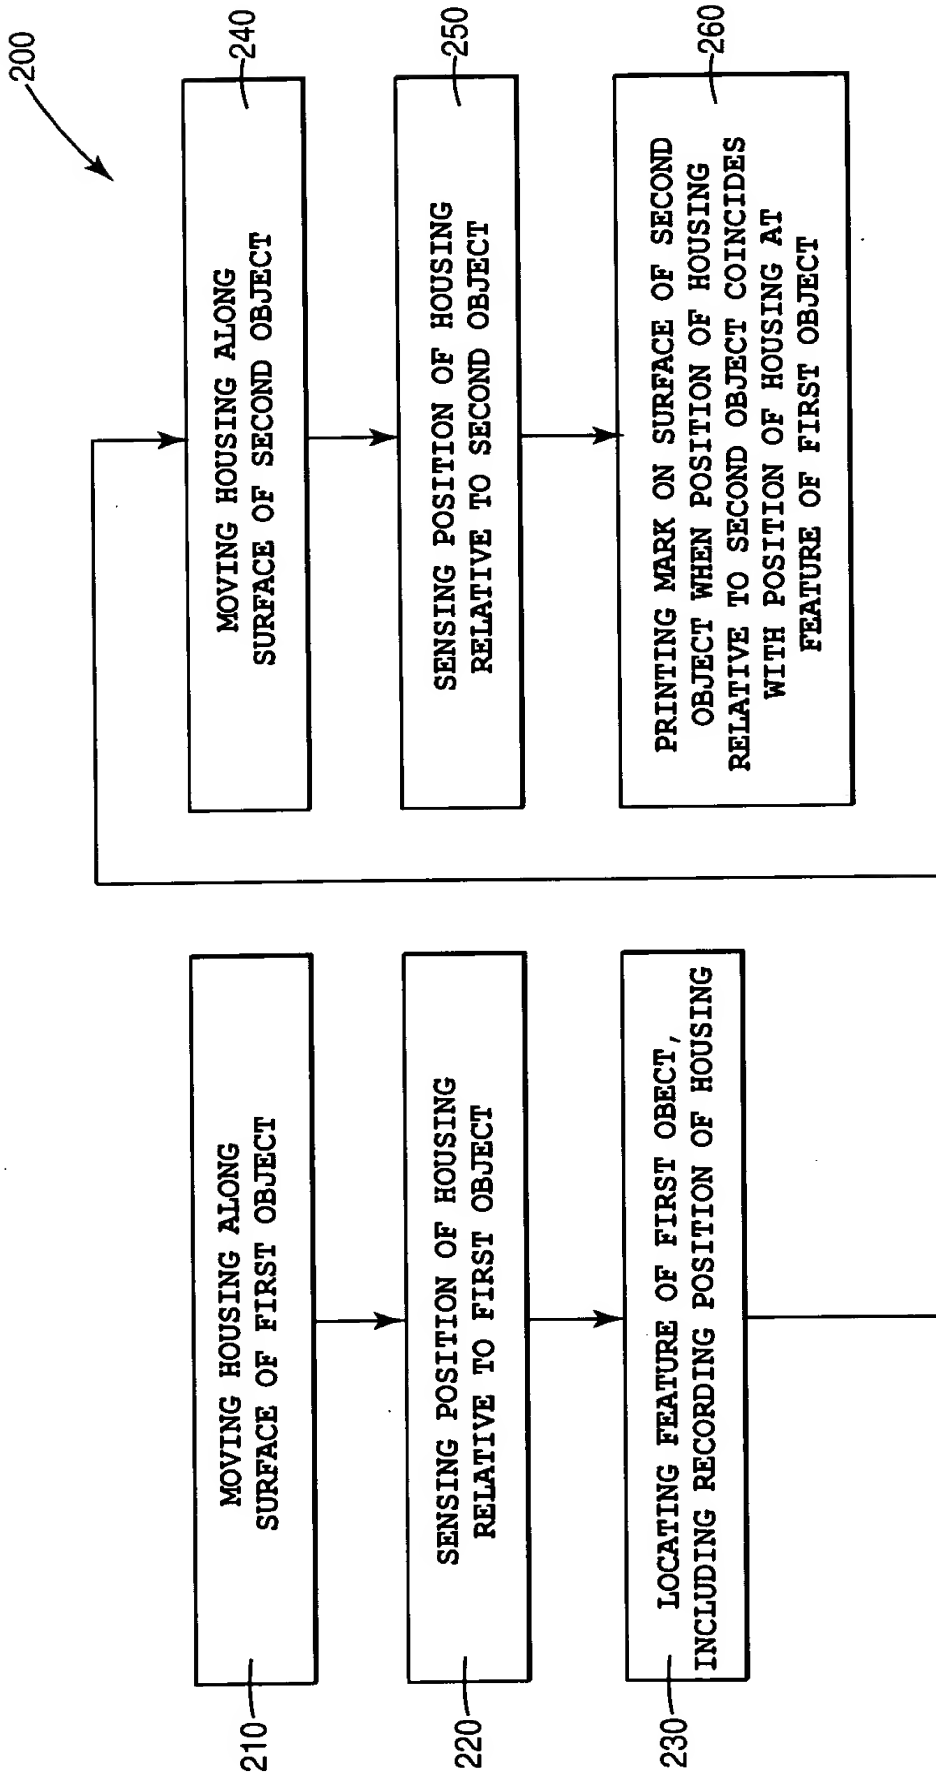 200
210
MOVING HOUSING ALONG
SURFACE OF FIRST OBJECT
220
SENSING POSITION OF HOUSING
RELATIVE TO FIRST OBJECT
230
LOCATING FEATURE OF FIRST OBECT,
INCLUDING RECORDING POSITION OF HOUSING
240
MOVING HOUSING ALONG
SURFACE OF SECOND OBJECT
250
SENSING POSITION OF HOUSING
RELATIVE TO SECOND OBJECT
260
PRINTING MARK ON SURFACE OF SECOND
OBJECT WHEN POSITION OF HOUSING
RELATIVE TO SECOND OBJECT COINCIDES
WITH POSITION OF HOUSING AT
FEATURE OF FIRST OBJECT